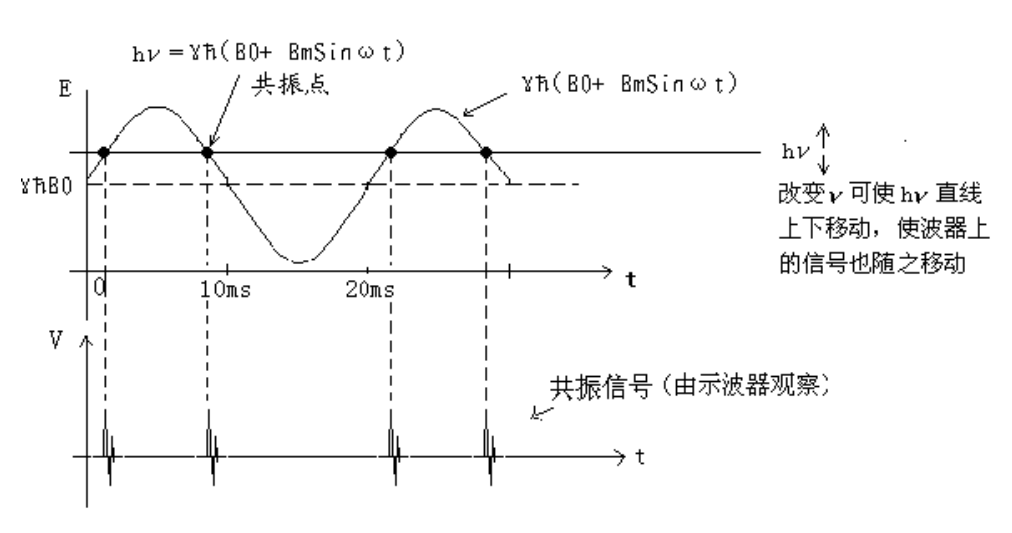 hν=γħ(B0+ BmSinωt)
共振点
E
γħ(B0+ BmSinωt)
hν
γħB0
改变ν可使hν直线
上下移动，使波器上
的信号也随之移动
0
10ms
20ms
t
V
共振信号（由示波器观察）
t